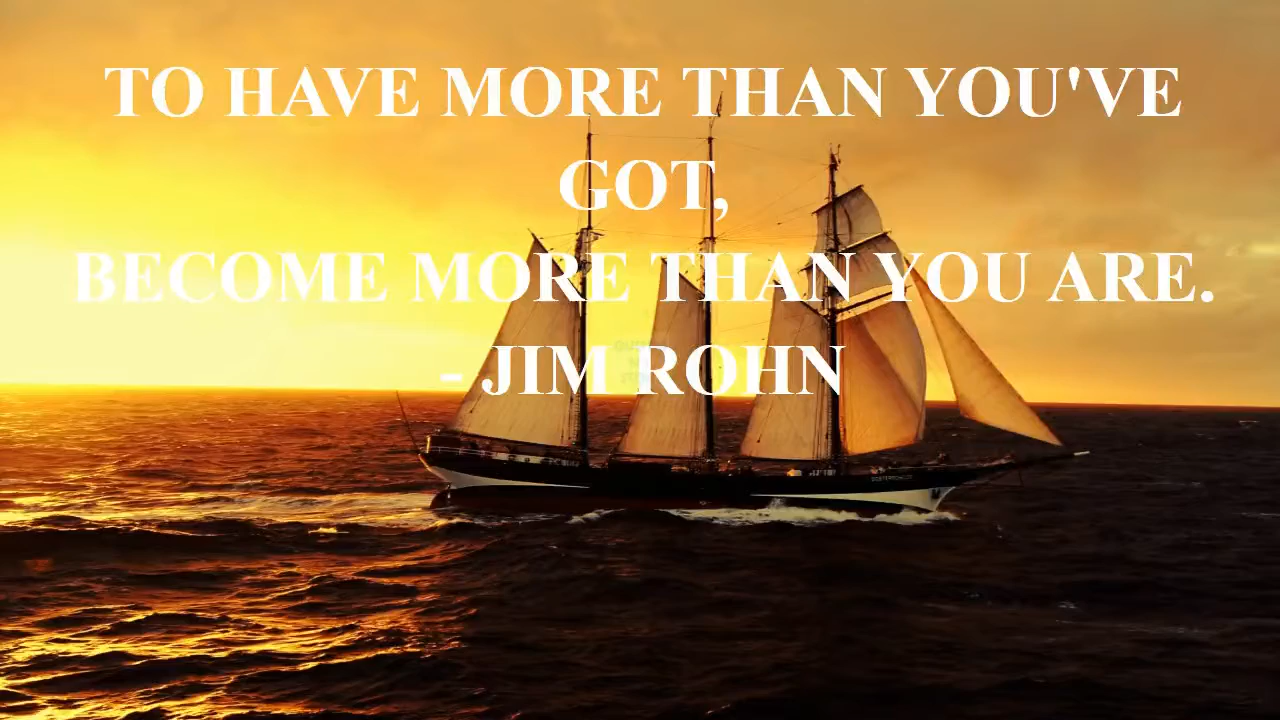 TO HAVE MORE THAN YOU'VE
GOT,
BECOME MORE THAN YOU ARE.
- JIM ROHN